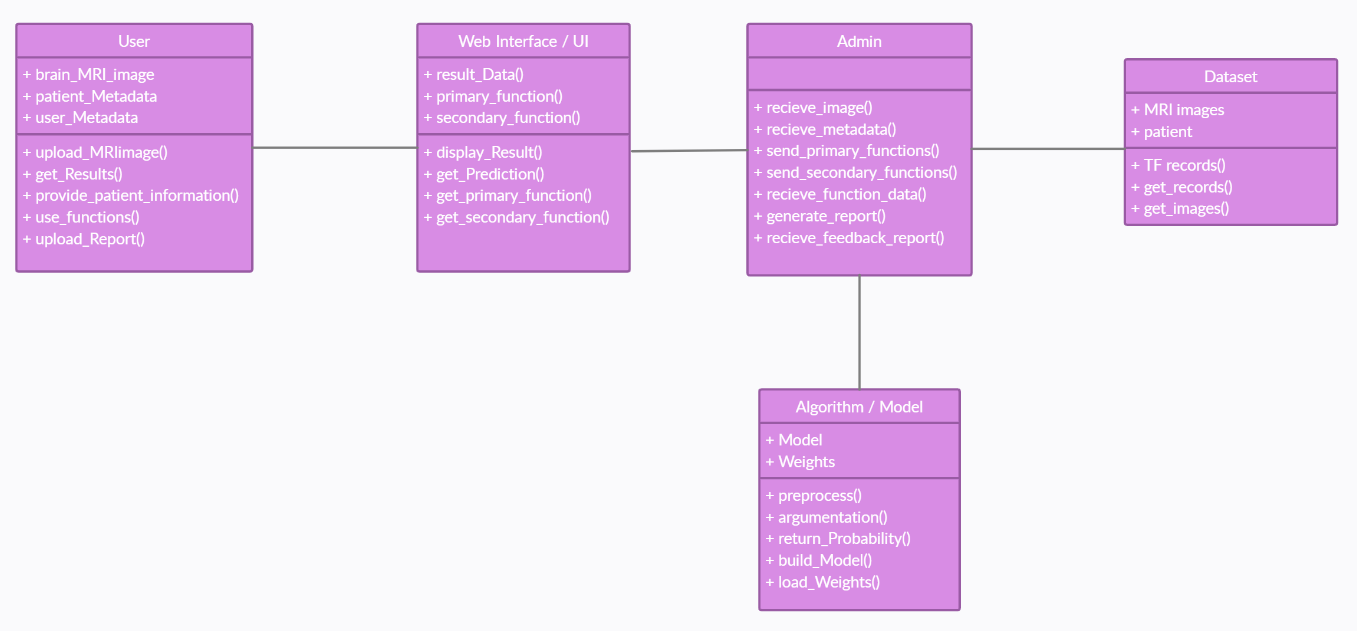 User
+ brain_MRI_image
+ patient_Metadata
+ user_Metadata
+ upload_MRIimage()
+ get_Results()
+ provide_patient_information()
+ use_functions()
+ upload_Report()
Web Interface / UI
+ result_Data()
+ primary_function()
+ secondary_function()
+ display_Result()
+ get_Prediction()
+ get_primary_function()
+ get_secondary_function()
Admin
+ recieve_image()
+ recieve_metadata()
+ send_primary_functions()
+ send_secondary_functions()
+ recieve_function_data()
+ generate_report()
+ recieve_feedback_report()
Dataset
+ MRI images
+ patient
+ TF records()
+ get_records()
+ get_images()
Algorithm / Model
+ Model
+ Weights
+ preprocess()
+ argumentation()
+ return_Probability()
+ build_Model()
+ load_Weights()